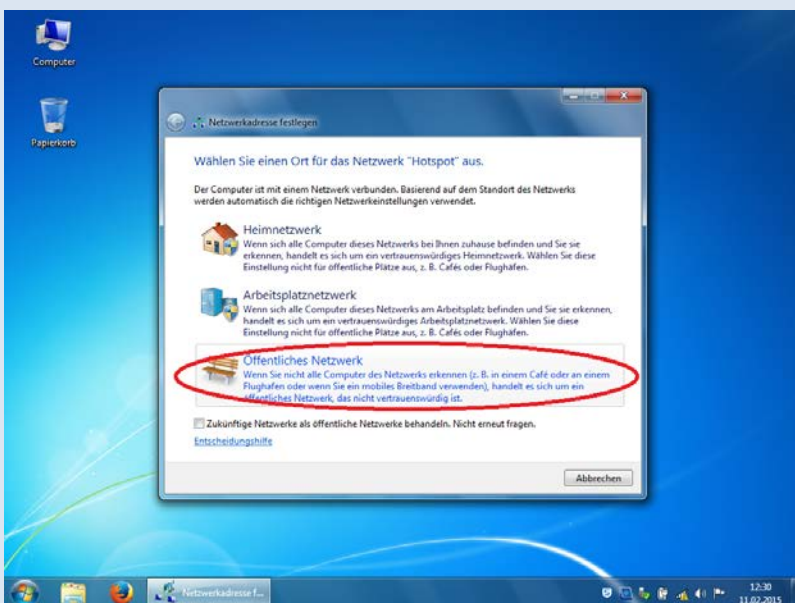 Computer
Papierkorb
Netzwerkadresse festlegen
Wählen Sie einen Ort für das Netzwerk "Hotspot" aus.
Der Computer ist mit einem Netzwerk verbunden. Basierend auf dem Standort des Netzwerks
werden automatisch die richtigen Netzwerkeinstellungen verwendet.
Heimnetzwerk
Wenn sich alle Computer dieses Netzwerks bei Ihnen zuhause befinden und Sie sie
erkennen, handelt es sich um ein vertrauenswürdiges Heimnetzwerk. Wählen Sie diese
Einstellung nicht für öffentliche Plätze aus, z. B. Cafés oder Flughäfen.
Arbeitsplatznetzwerk
Wenn sich alle Computer dieses Netzwerks am Arbeitsplatz befinden und Sie sie erkennen,
handelt es sich um ein vertrauenswürdiges Arbeitsplatznetzwerk. Wählen Sie diese
Einstellung nicht für öffentliche Plätze aus, z. B. Cafés oder Flughäfen.
Öffentliches Netzwerk
Wenn Sie nicht alle Computer des Netzwerks erkennen (z. B. in einem Café oder an einem
Flughafen oder wenn Sie ein mobiles Breitband verwenden), handelt es sich um ein
öffentliches Netzwerk, das nicht vertrauenswürdig ist.
Zukünftige Netzwerke als öffentliche Netzwerke behandeln. Nicht erneut fragen.
Entscheidungshilfe
Abbrechen
Netzwerkadresse f...
12:30
11.02.2015